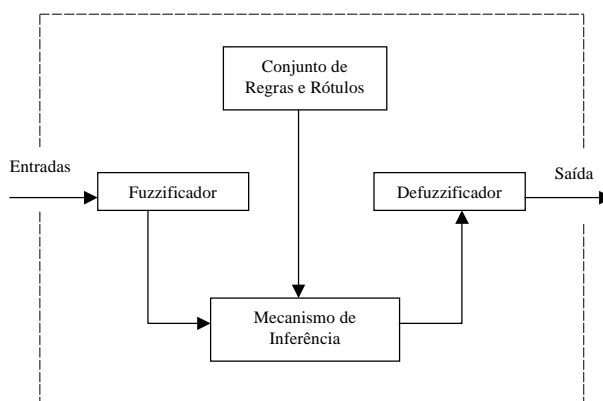 Conjunto de
Regras e Rótulos
Entradas
Fuzzificador
Defuzzificador
Saída
Mecanismo de
Inferência